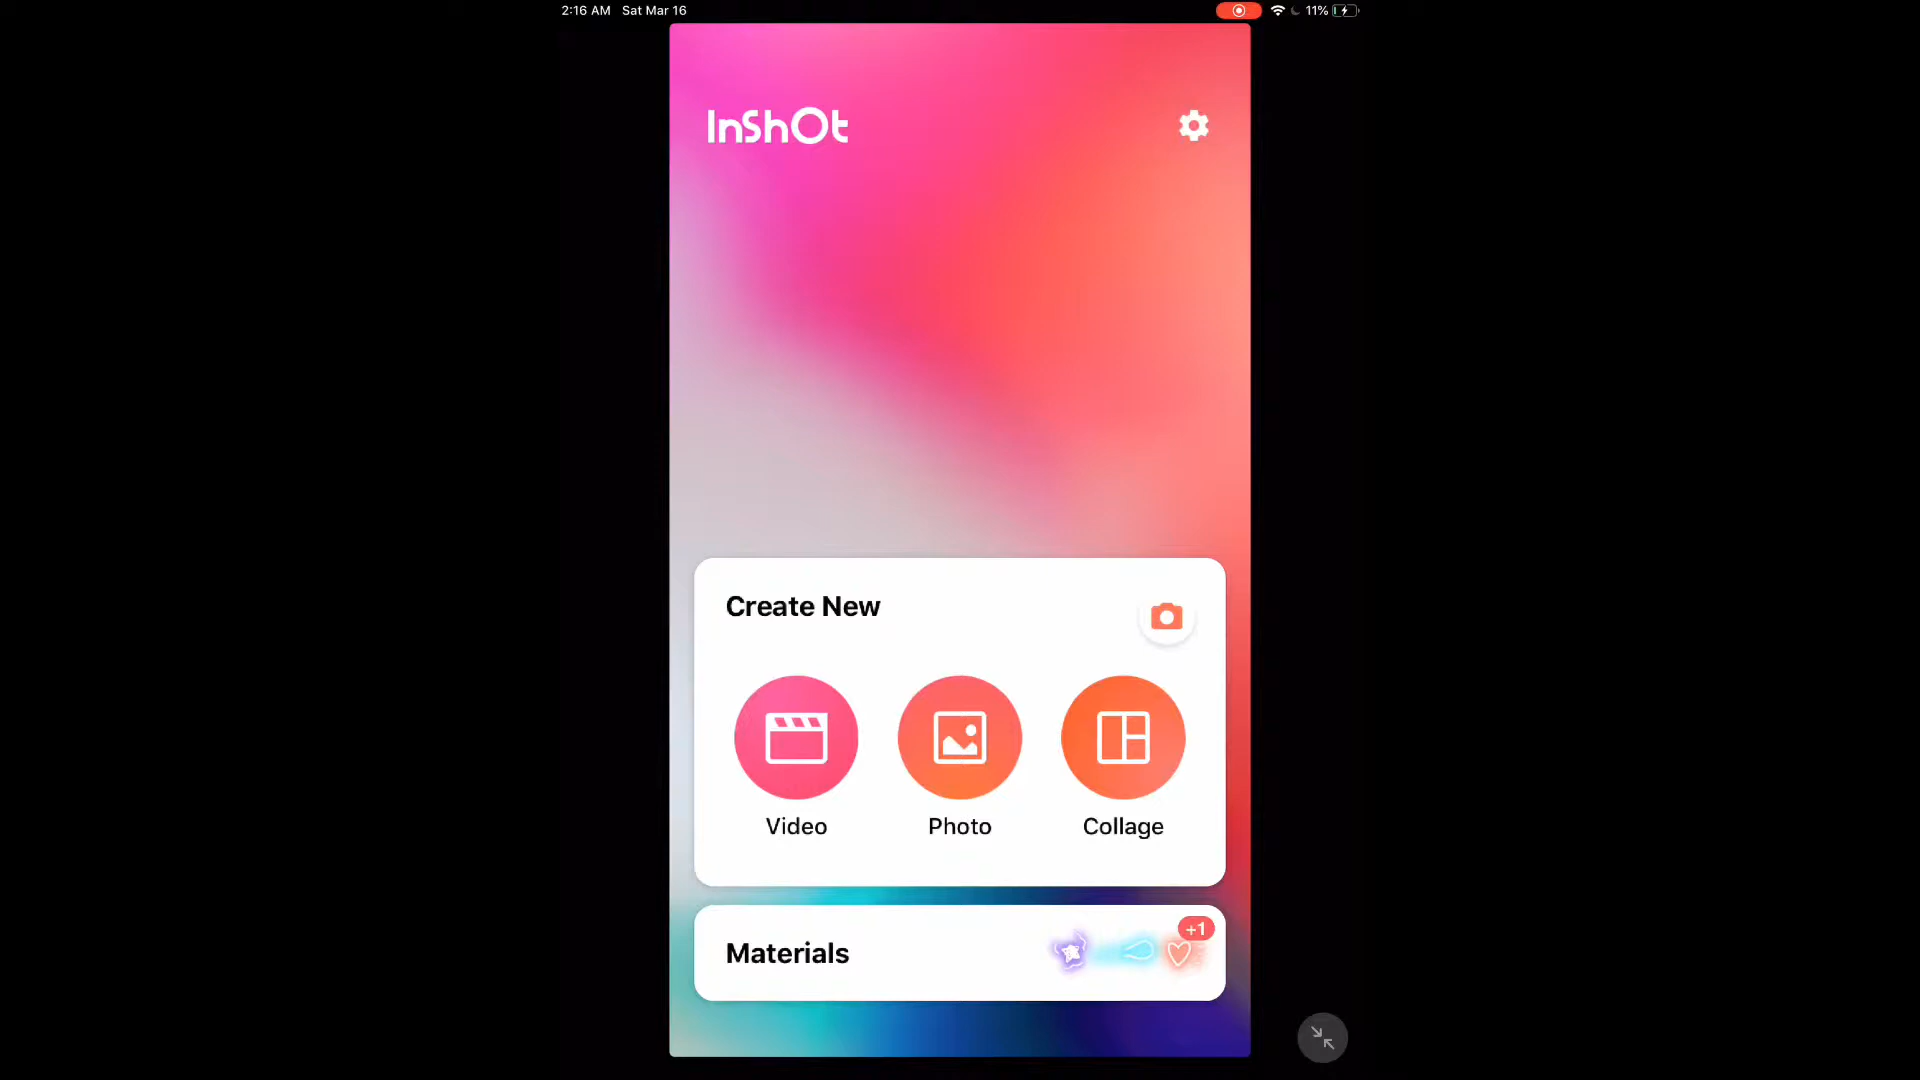 2:16 AM Sat Mar 16 11%
InShOt
Create New
Video Photo Collage
+1
Materials